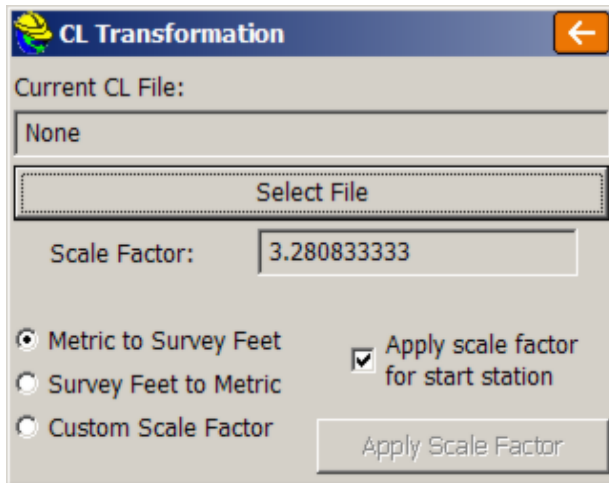 CL Transformation
Current CL File:
None
Select File
Scale Factor: 3.280833333
Metric to Survey Feet
Survey Feet to Metric
Custom Scale Factor
Apply scale factor
for start station
Apply Scale Factor